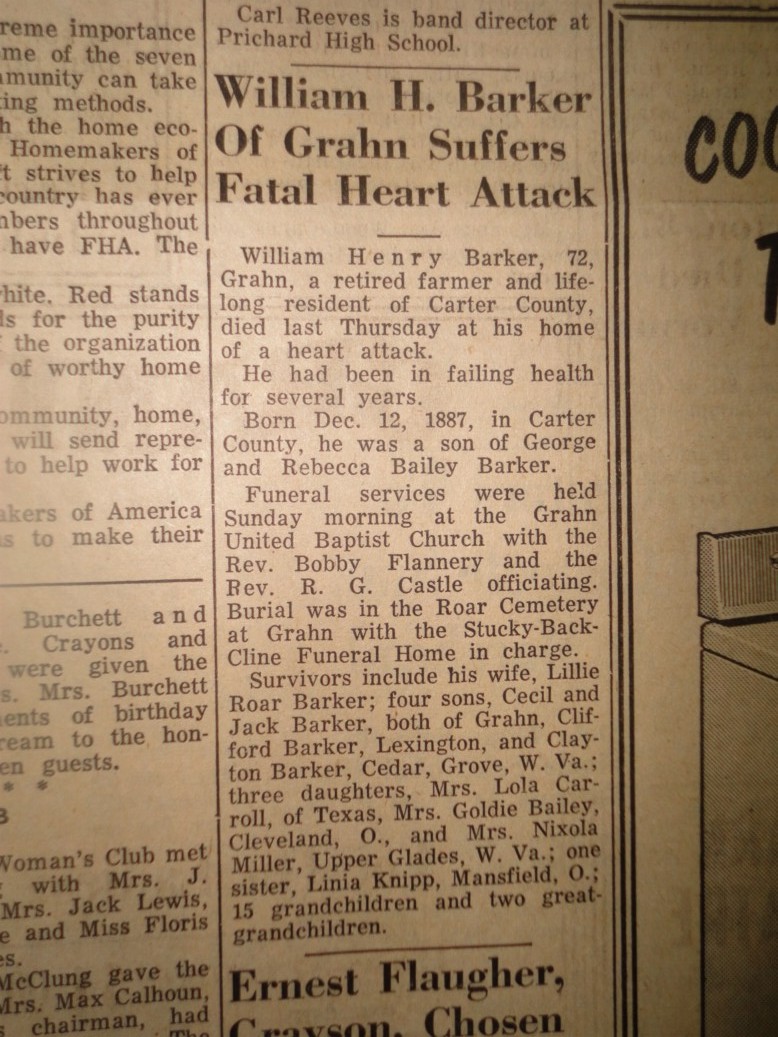 reme importance
me of the seven
munity can take
ing methods.
h the home eco-
Homemakers of
't strives to help
country has ever
mbers throughout
have FHA. The
hite. Red stands
ls for the purity
the organization
of worthy home
ommunity, home,
will send repre-
to help work for
akers of America
as to make their
Burchett and
Crayons and
were given the
s. Mrs. Burchett
ents of birthday
ream to the hon-
en guests.
* *
Woman's Club met
with Mrs. J.
Mrs. Jack Lewis,
e and Miss Floris
es.
McClung gave the
Mrs. Max Calhoun,
chairman, had
The
Carl Reeves is band director at
Prichard High School.
William H. Barker
Of Grahn Suffers
Fatal Heart Attack
William Henry Barker, 72,
Grahn, a retired farmer and life-
long resident of Carter County,
died last Thursday at his home
of a heart attack.
He had been in failing health
for several years.
Born Dec. 12, 1887, in Carter
County, he was a son of George
and Rebecca Bailey Barker.
Funeral services were held
Sunday morning at the Grahn
United Baptist Church with the
Rev. Bobby Flannery and the
Rev. R. G. Castle officiating.
Burial was in the Roar Cemetery
at Grahn with the Stucky-Back-
Cline Funeral Home in charge.
Survivors include his wife, Lillie
Roar Barker; four sons, Cecil and
Jack Barker, both of Grahn, Clif-
ford Barker, Lexington, and Clay-
ton Barker, Cedar, Grove, W. Va.;
three daughters, Mrs. Lola Car-
roll, of Texas, Mrs. Goldie Bailey,
Cleveland, O., and Mrs. Nixola
Miller, Upper Glades, W. Va.; one
sister, Linia Knipp, Mansfield, O.;
15 grandchildren and two great-
grandchildren.
Ernest Flaugher,
Grayson, Chosen
COO
T